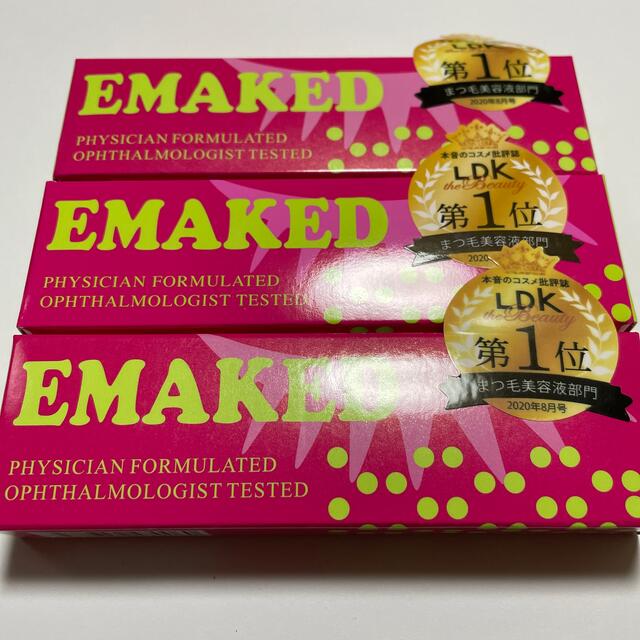 EMAKED
PHYSICIAN FORMULATED
OPHTHALMOLOGIST TESTED
LDK
第1位
まつ毛美容液部門
2020年8月号
EMAKED
PHYSICIAN FORMULATED
OPHTHALMOLOGIST TESTED
本音のコスメ批評誌
LDK
the Beauty
第1位
まつ毛美容液部門
2020
EMAKED
PHYSICIAN FORMULATED
OPHTHALMOLOGIST TESTED
本音のコスメ批評誌
LDK
the Beauty
第1位
まつ毛美容液部門
2020年8月号